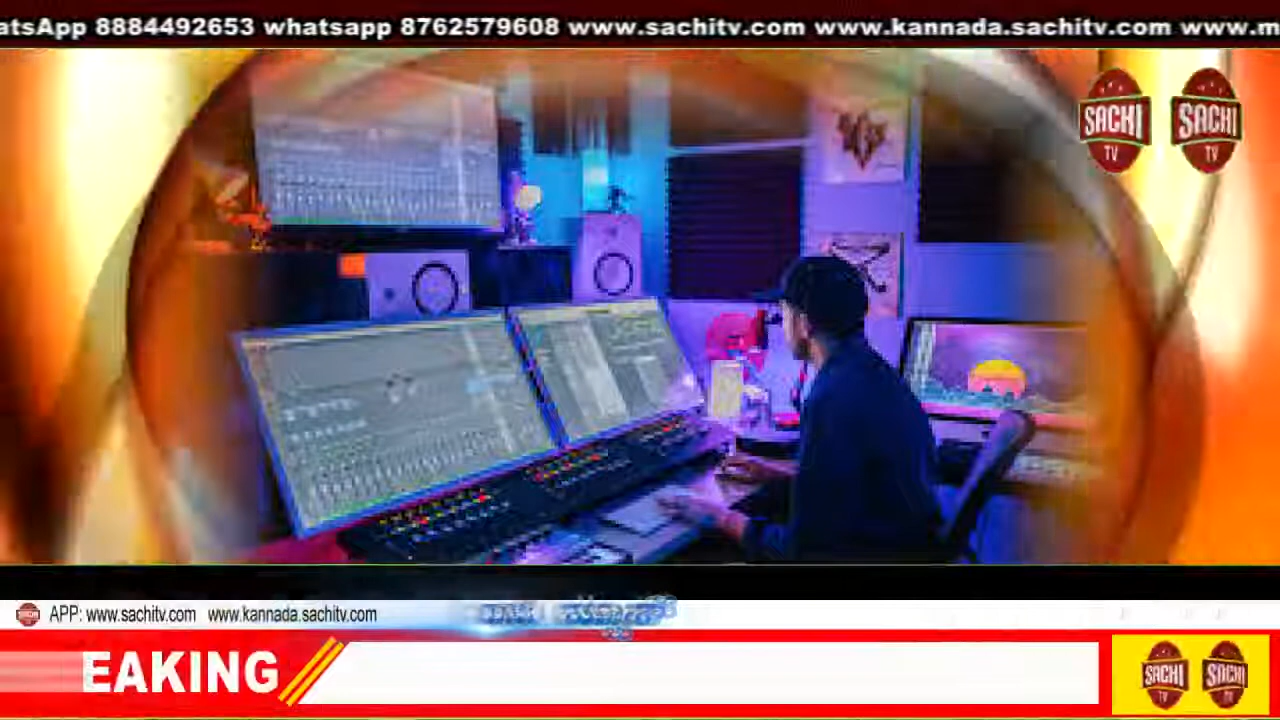 atsApp 8884492653 whatsapp 8762579608 www.sachitv.com www.kannada.sachitv.com www.m
SACHI TV SACHI TV
APP: www.sachitv.com www.kannada.sachitv.com
EAKING
SACHI TV SACHI TV